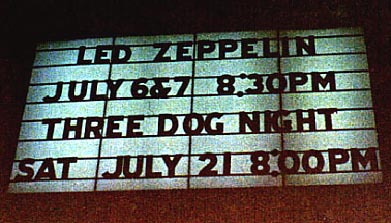 LED ZEPPELIN
JULY 6&7 8:30PM
THREE DOG NIGHT
SAT JULY 21 8:00PM